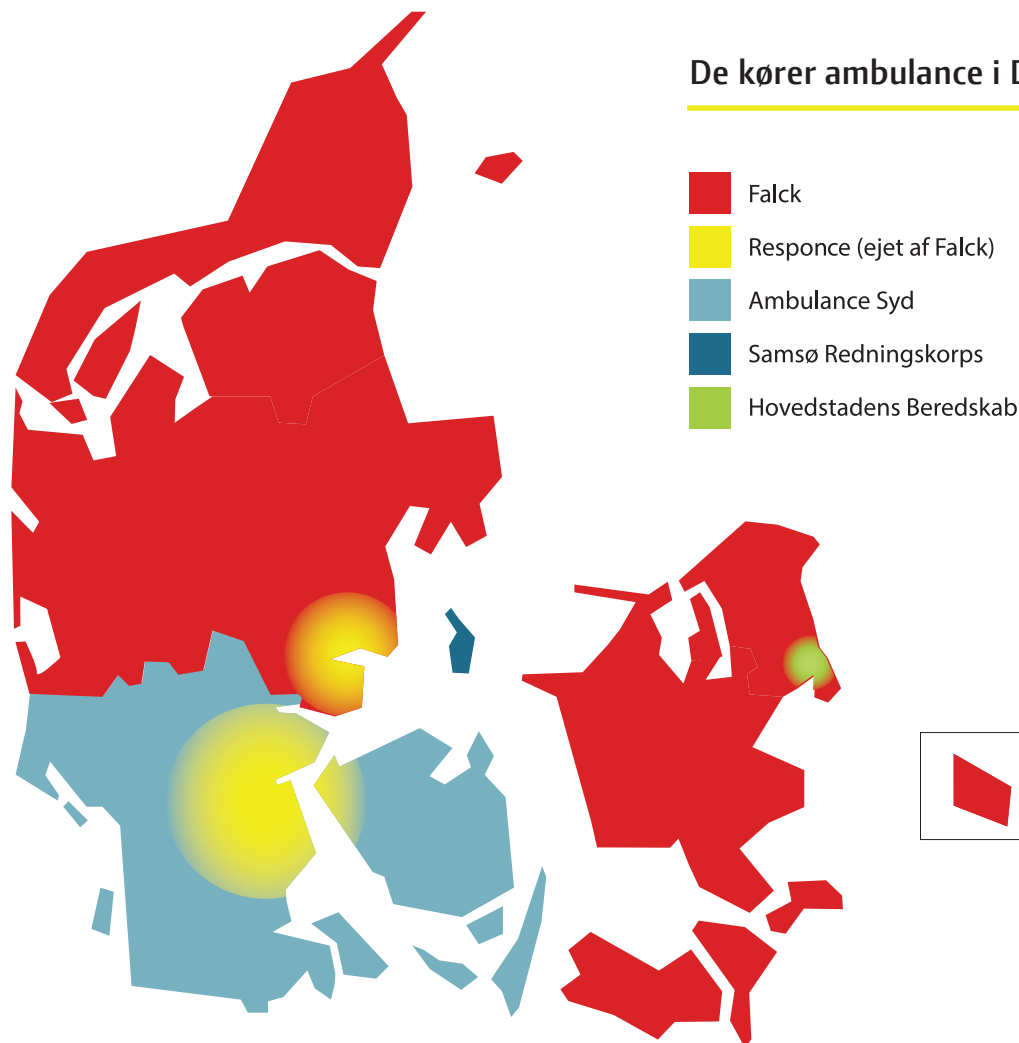 De kører ambulance i D
Falck
Responce (ejet af Falck)
Ambulance Syd
Samsø Redningskorps
Hovedstadens Beredskab